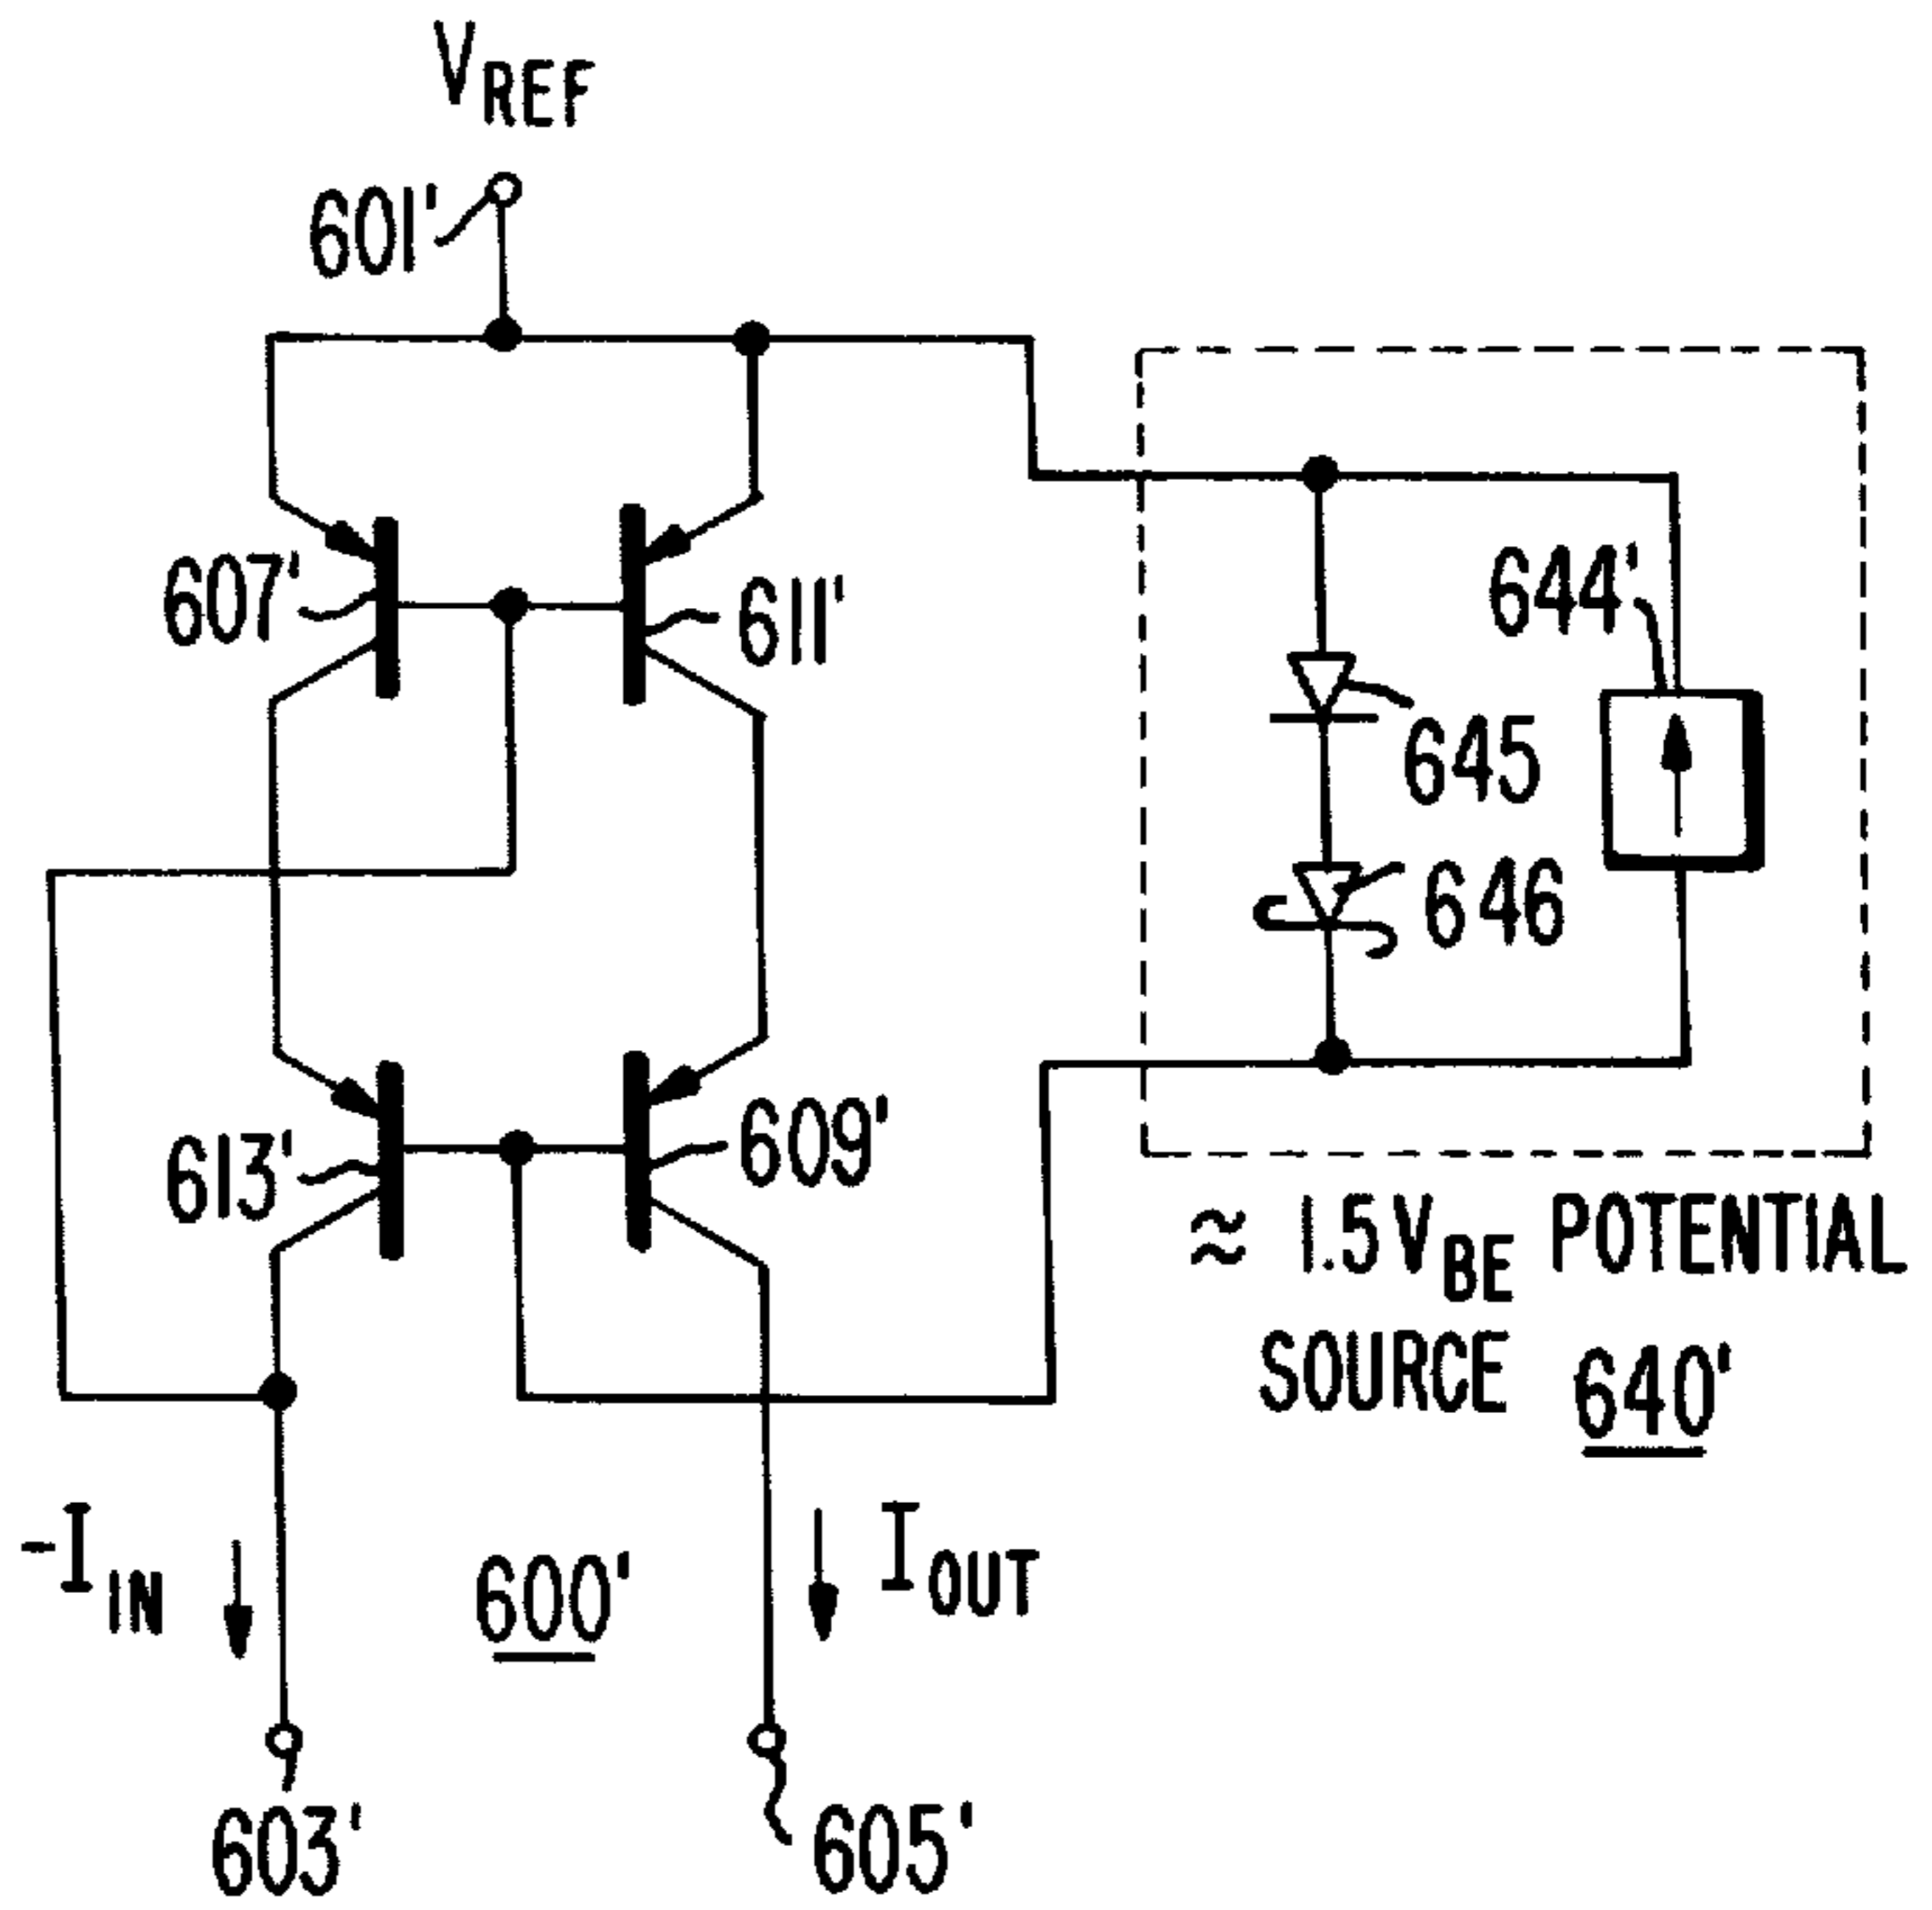 VREF
601'
607'
611'
644'
645
646
613'
609'
≈ 1.5 VBE POTENTIAL
SOURCE 640'
-IIN
600'
IOUT
603'
605'